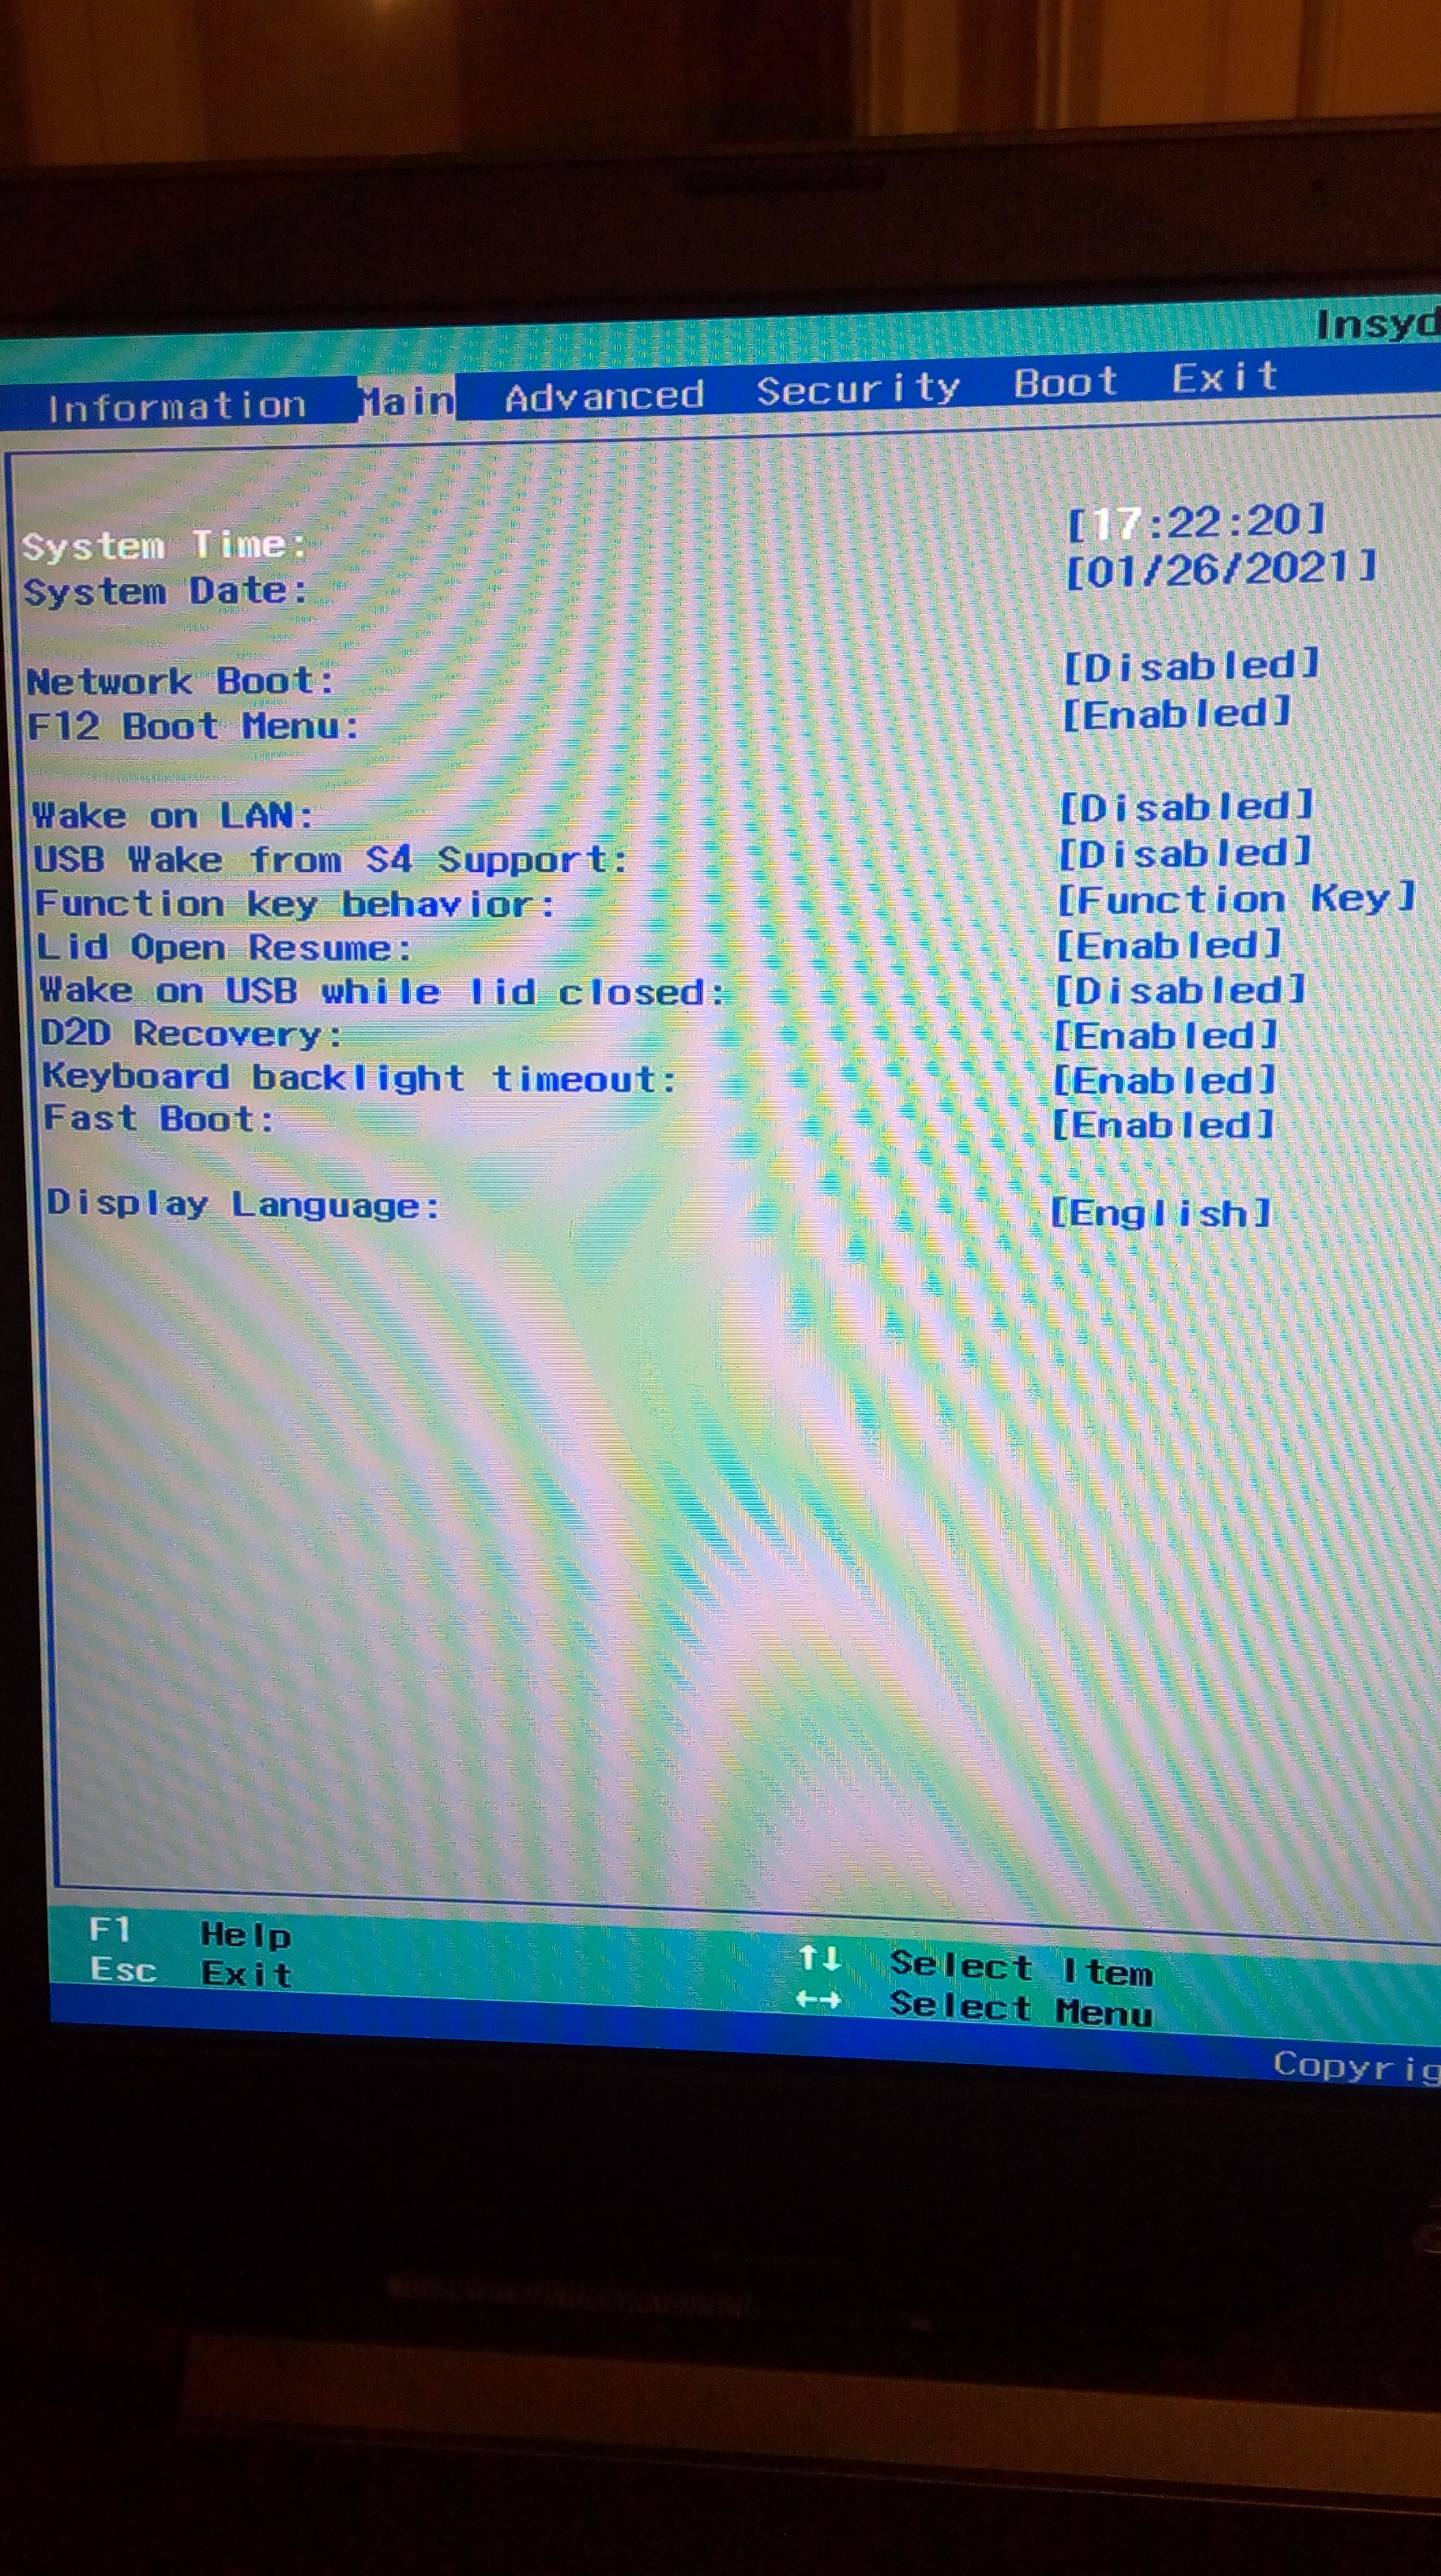 Insyd
Information Main Advanced Security Boot Exit
System Time: [17:22:20]
System Date: [01/26/2021]
Network Boot: [Disabled]
F12 Boot Menu: [Enabled]
Wake on LAN: [Disabled]
USB Wake from S4 Support: [Disabled]
Function key behavior: [Function Key]
Lid Open Resume: [Enabled]
Wake on USB while lid closed: [Disabled]
D2D Recovery: [Enabled]
Keyboard backlight timeout: [Enabled]
Fast Boot: [Enabled]
Display Language: [English]
F1 Help ↑↓ Select Item
Esc Exit ←→ Select Menu
Copyrig